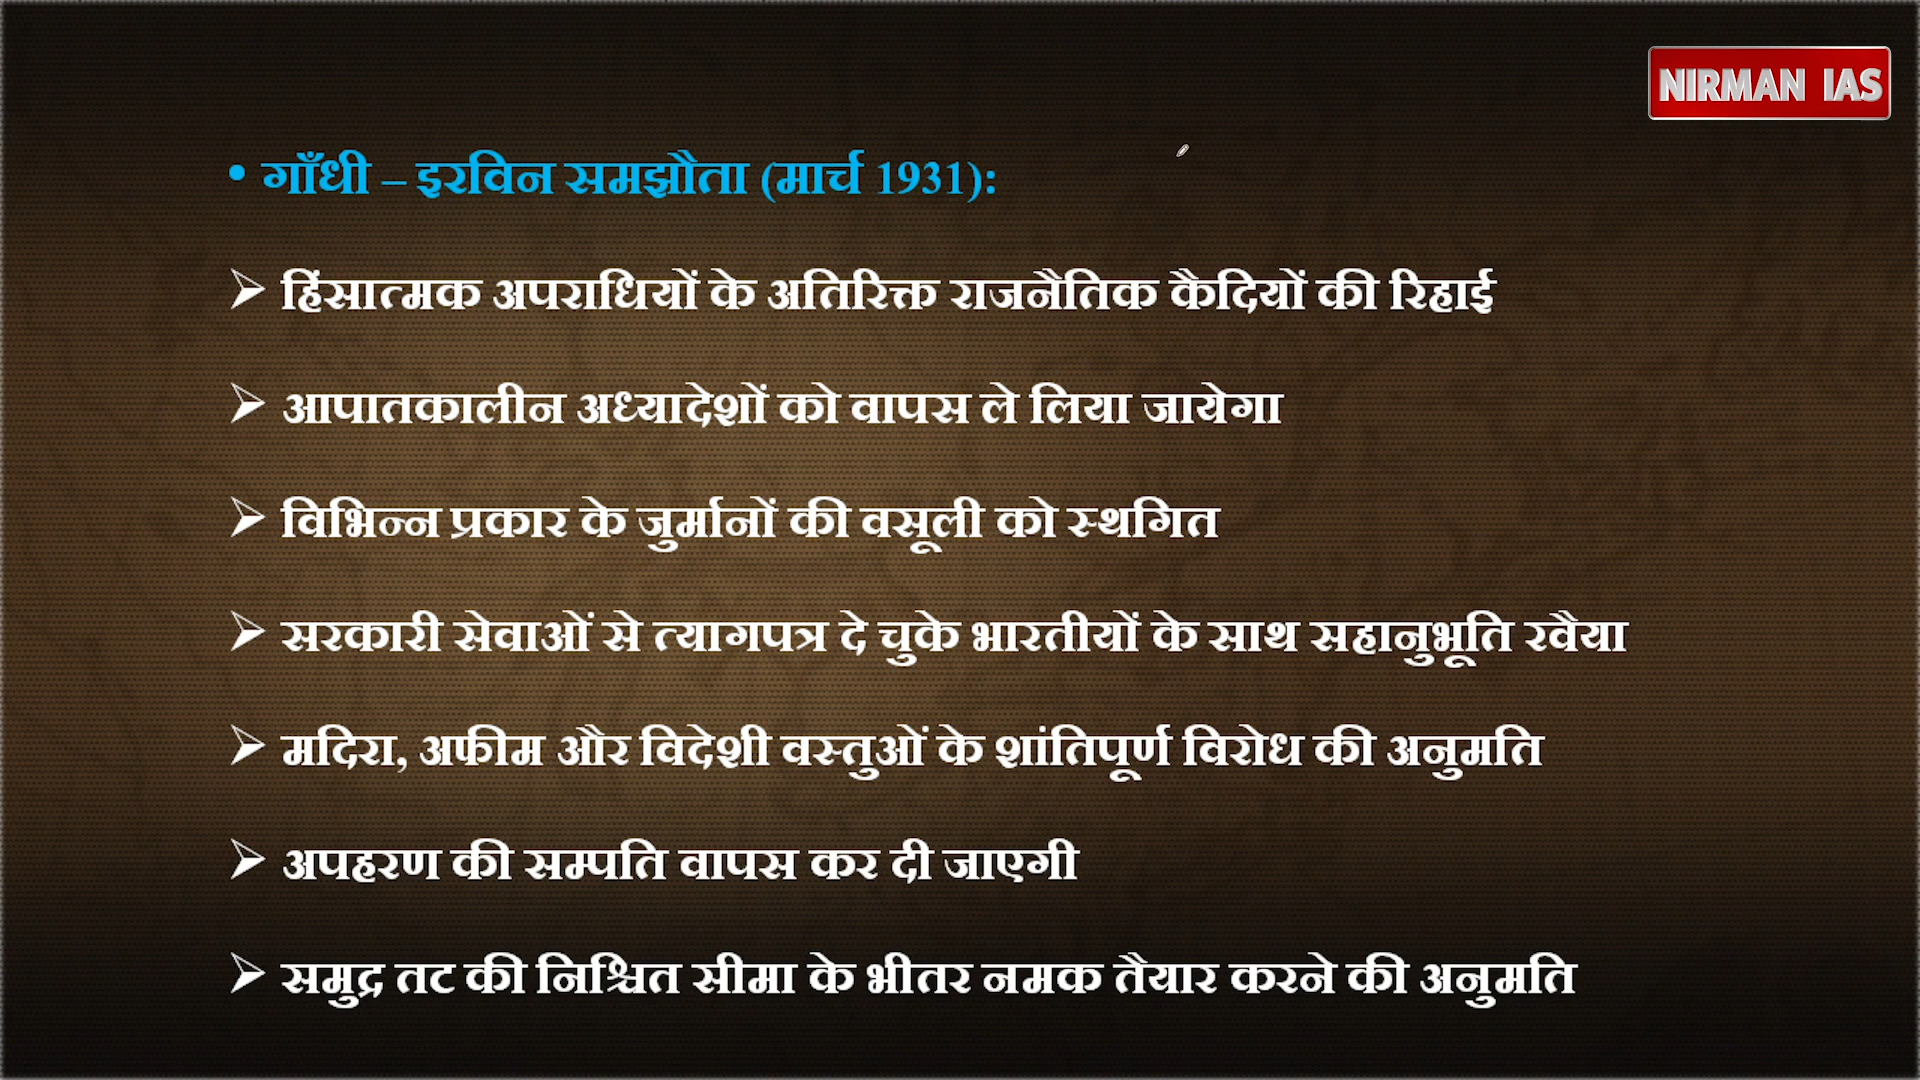 NIRMAN IAS
• गाँधी – इरविन समझौता (मार्च 1931):
➢ हिंसात्मक अपराधियों के अतिरिक्त राजनैतिक कैदियों की रिहाई
➢ आपातकालीन अध्यादेशों को वापस ले लिया जायेगा
➢ विभिन्न प्रकार के जुर्मानों की वसूली को स्थगित
➢ सरकारी सेवाओं से त्यागपत्र दे चुके भारतीयों के साथ सहानुभूति रवैया
➢ मदिरा, अफीम और विदेशी वस्तुओं के शांतिपूर्ण विरोध की अनुमति
➢ अपहरण की सम्पति वापस कर दी जाएगी
➢ समुद्र तट की निश्चित सीमा के भीतर नमक तैयार करने की अनुमति